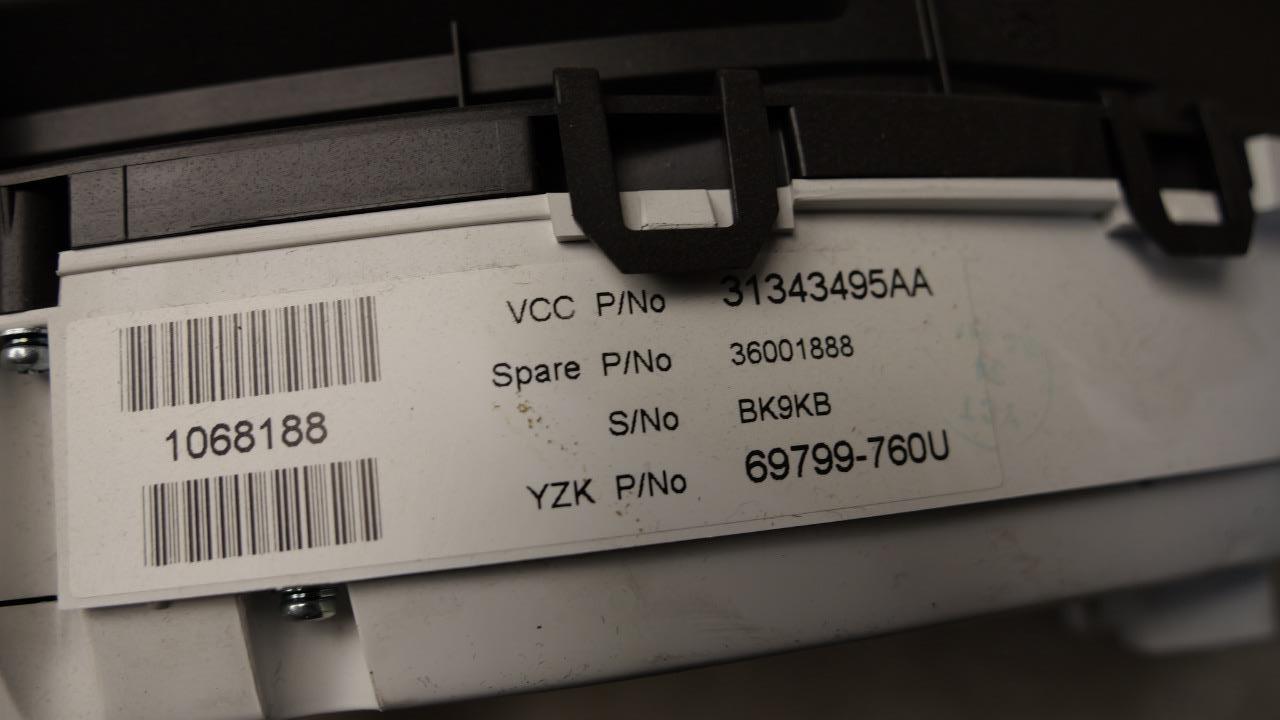 VCC P/No 31343495AA
Spare P/No 36001888
1068188
S/No BK9KB
YZK P/No 69799-760U